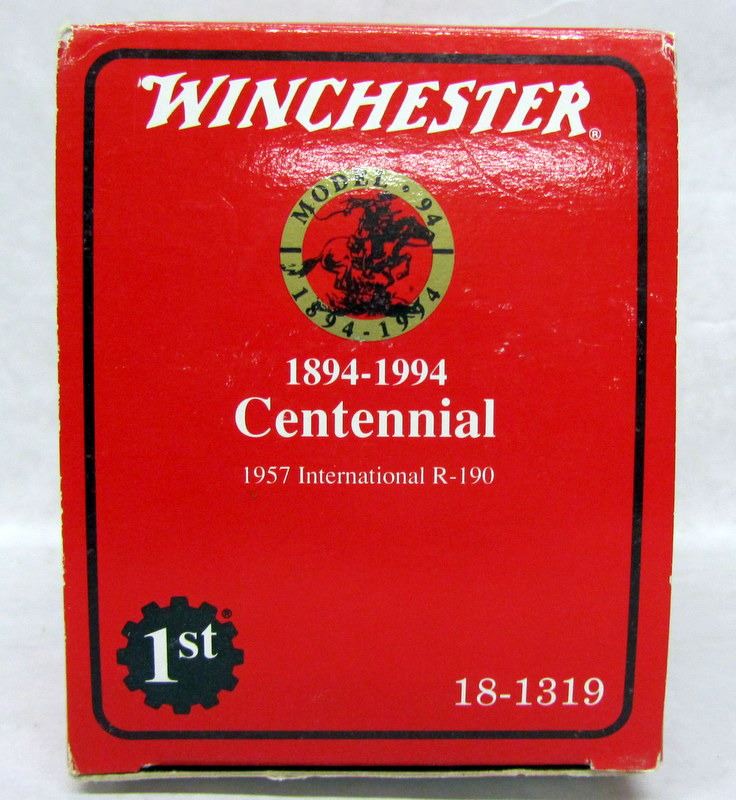 WINCHESTER®
MODEL • 94
1894-1994
1894-1994
Centennial
1957 International R-190
1st®
18-1319